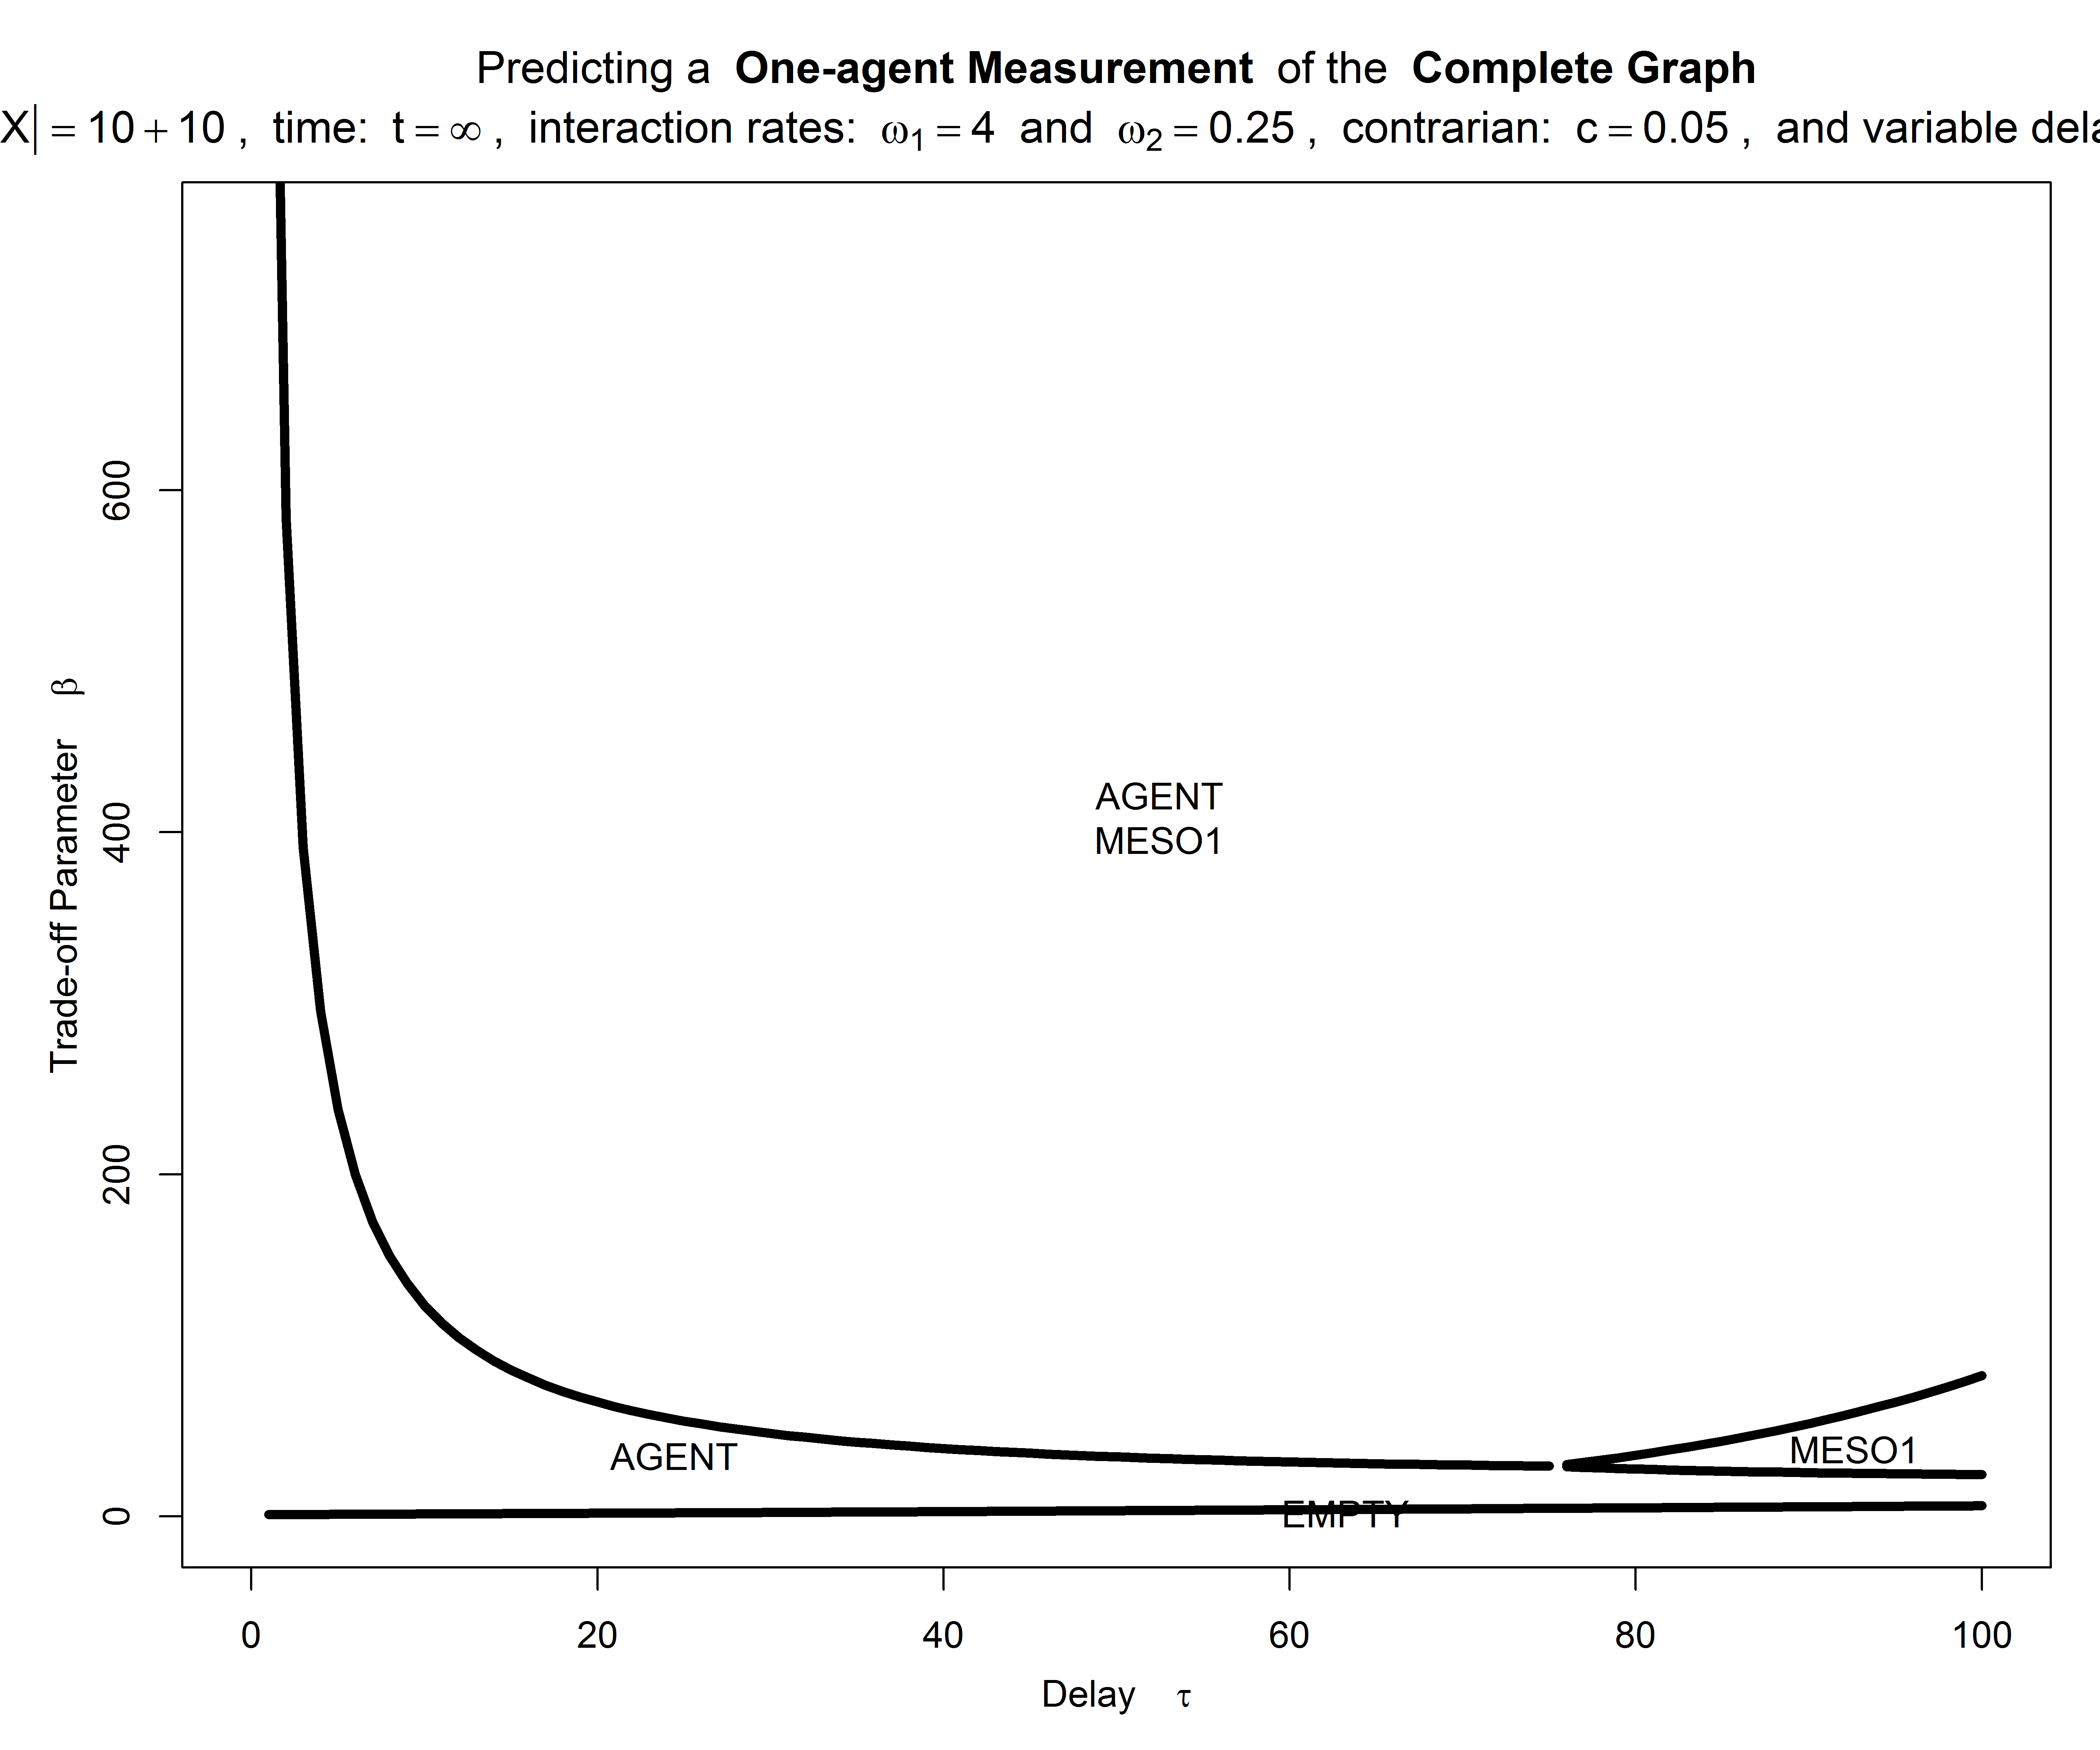 Predicting a One-agent Measurement of the Complete Graph
X| = 10 + 10 , time: t = ∞ , interaction rates: ω1 = 4 and ω2 = 0.25 , contrarian: c = 0.05 , and variable dela
600
400
200
0
Trade-off Parameter β
AGENT
MESO1
AGENT
MESO1
EMPTY
0 20 40 60 80 100
Delay τ